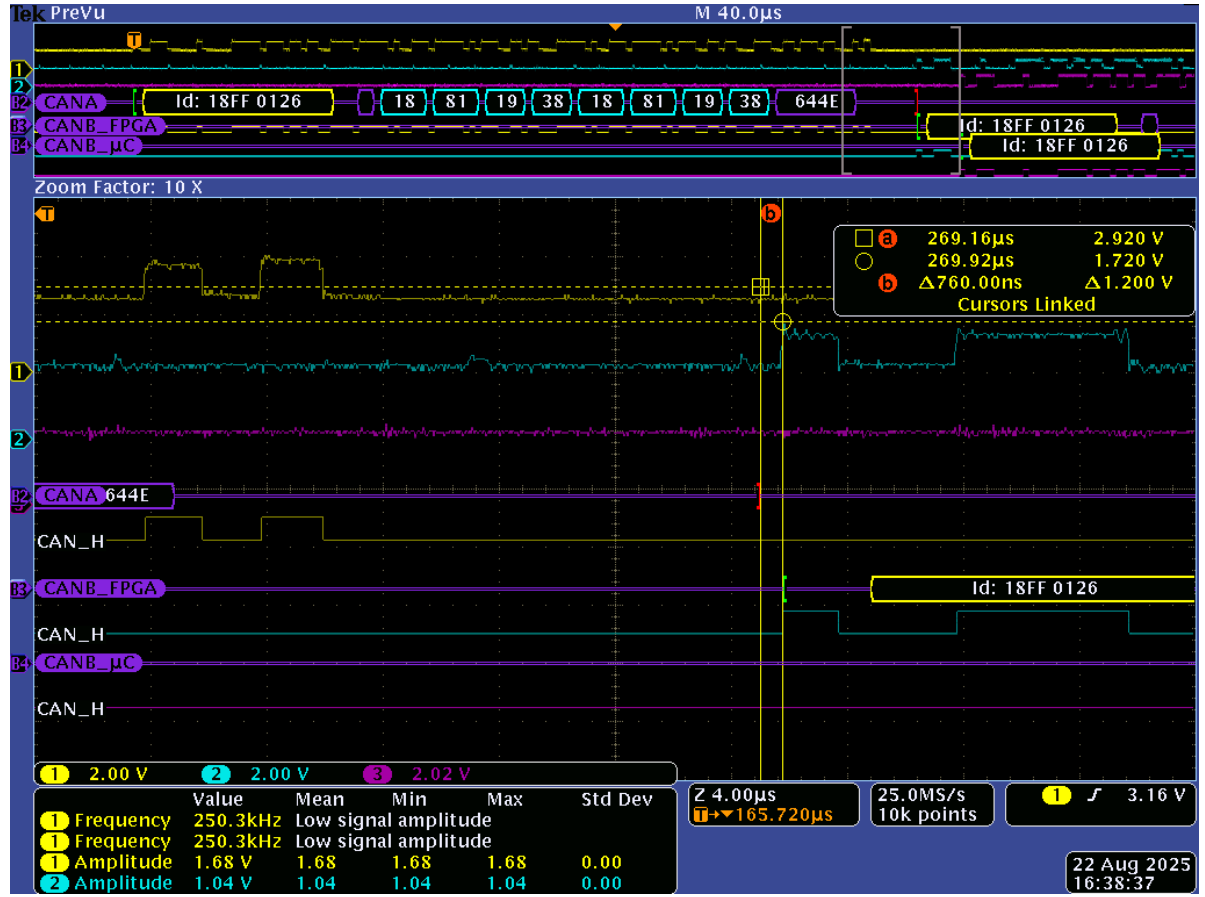 Tek PreVu M 40.0µs
T
1
2
B2 CANA Id: 18FF 0126 18 81 19 38 18 81 19 38 644E
B3 CANB_FPGA Id: 18FF 0126
B4 CANB_µC Id: 18FF 0126
Zoom Factor: 10 X
T b
a 269.16µs 2.920 V
269.92µs 1.720 V
b Δ760.00ns Δ1.200 V
Cursors Linked
1
2
B2 CANA 644E
CAN_H
B3 CANB_FPGA Id: 18FF 0126
CAN_H
B4 CANB_µC
CAN_H
1 2.00 V 2 2.00 V 3 2.02 V
Value Mean Min Max Std Dev
1 Frequency 250.3kHz Low signal amplitude
1 Frequency 250.3kHz Low signal amplitude
1 Amplitude 1.68 V 1.68 1.68 1.68 0.00
2 Amplitude 1.04 V 1.04 1.04 1.04 0.00
Z 4.00µs
T→▼165.720µs
25.0MS/s
10k points
1 3.16 V
22 Aug 2025
16:38:37